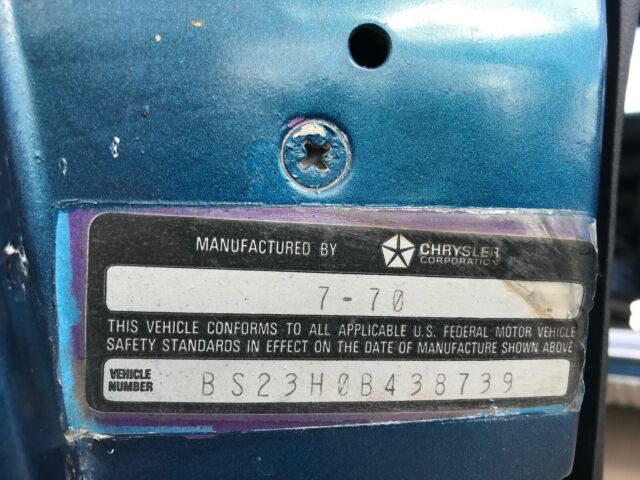 MANUFACTURED BY CHRYSLER CORPORATION
7-70
THIS VEHICLE CONFORMS TO ALL APPLICABLE U.S. FEDERAL MOTOR VEHICLE
SAFETY STANDARDS IN EFFECT ON THE DATE OF MANUFACTURE SHOWN ABOVE
VEHICLE NUMBER BS23H0B438739